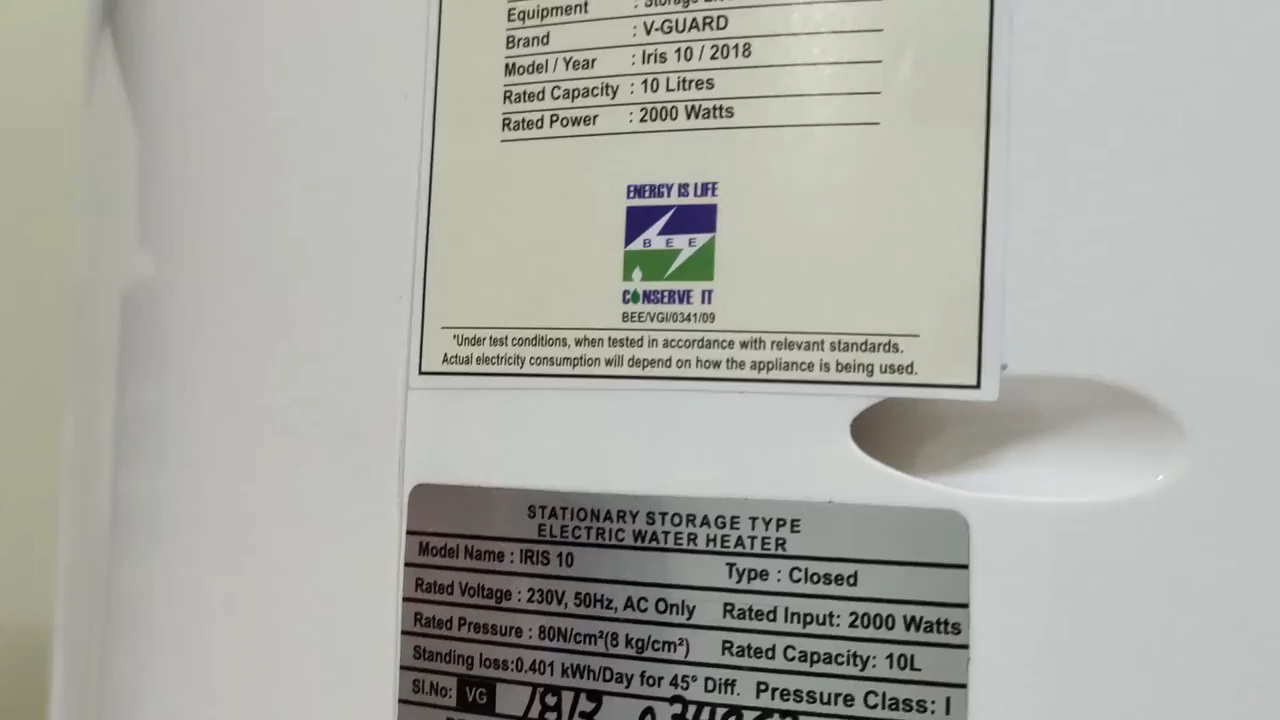 Equipment : Storage
Brand : V-GUARD
Model / Year : Iris 10 / 2018
Rated Capacity : 10 Litres
Rated Power : 2000 Watts
ENERGY IS LIFE
BEE
CONSERVE IT
BEE/VGI/0341/09
*Under test conditions, when tested in accordance with relevant standards.
Actual electricity consumption will depend on how the appliance is being used.
STATIONARY STORAGE TYPE
ELECTRIC WATER HEATER
Model Name : IRIS 10 Type : Closed
Rated Voltage : 230V, 50Hz, AC Only Rated Input: 2000 Watts
Rated Pressure : 80N/cm²(8 kg/cm²) Rated Capacity: 10L
Standing loss:0.401 kWh/Day for 45° Diff. Pressure Class: I
Sl.No: VG